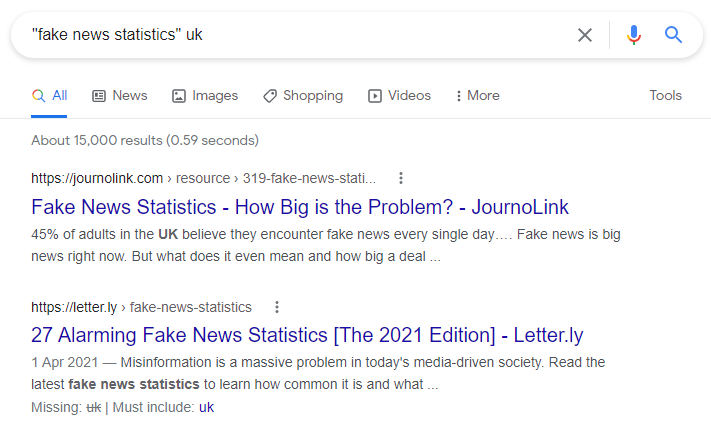 "fake news statistics" uk
All News Images Shopping Videos More Tools
About 15,000 results (0.59 seconds)
https://journolink.com › resource › 319-fake-news-stati...
Fake News Statistics - How Big is the Problem? - JournoLink
45% of adults in the UK believe they encounter fake news every single day…. Fake news is big
news right now. But what does it even mean and how big a deal ...
https://letter.ly › fake-news-statistics
27 Alarming Fake News Statistics [The 2021 Edition] - Letter.ly
1 Apr 2021 — Misinformation is a massive problem in today's media-driven society. Read the
latest fake news statistics to learn how common it is and what ...
Missing: uk | Must include: uk